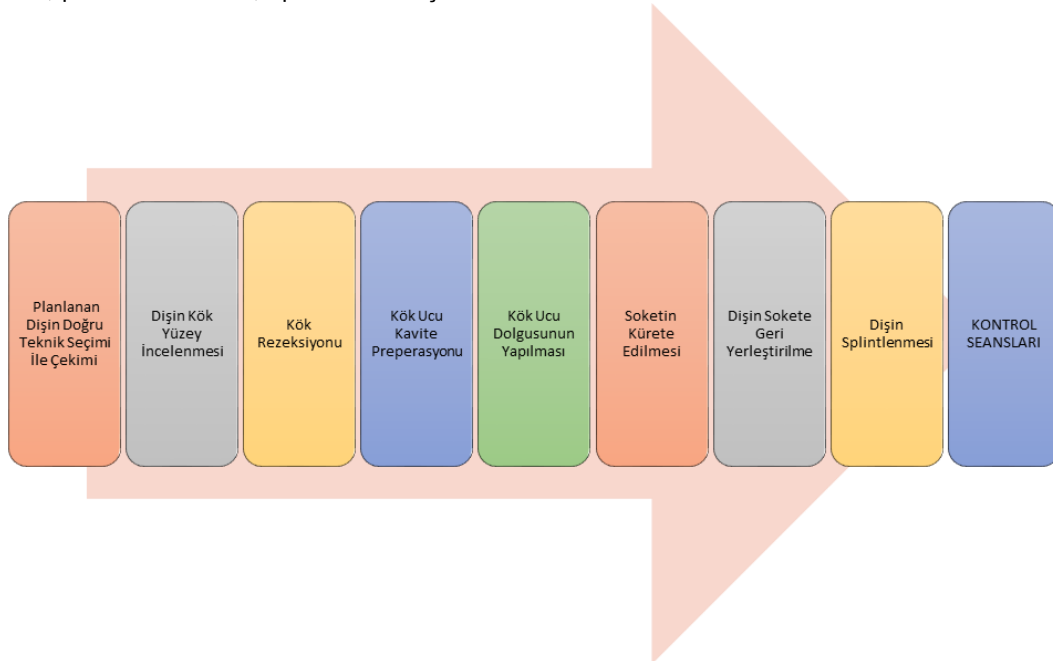 Planlanan
Dişin Doğru
Teknik Seçimi
İle Çekimi
Dişin Kök
Yüzey
İncelenmesi
Kök
Rezeksiyonu
Kök Ucu
Kavite
Preperasyonu
Kök Ucu
Dolgusunun
Yapılması
Soketin
Kürete
Edilmesi
Dişin Sokete
Geri
Yerleştirilme
Dişin
Splintlenmesi
KONTROL
SEANSLARI